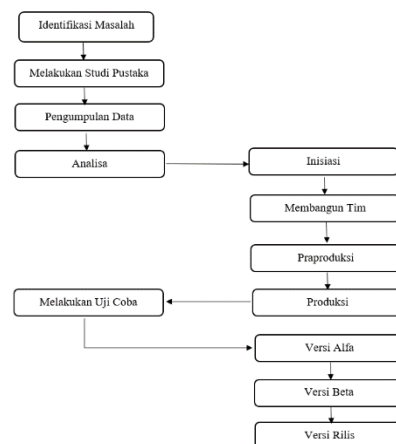 Identifikasi Masalah
Melakukan Studi Pustaka
Pengumpulan Data
Analisa
Inisiasi
Membangun Tim
Praproduksi
Produksi
Melakukan Uji Coba
Versi Alfa
Versi Beta
Versi Rilis